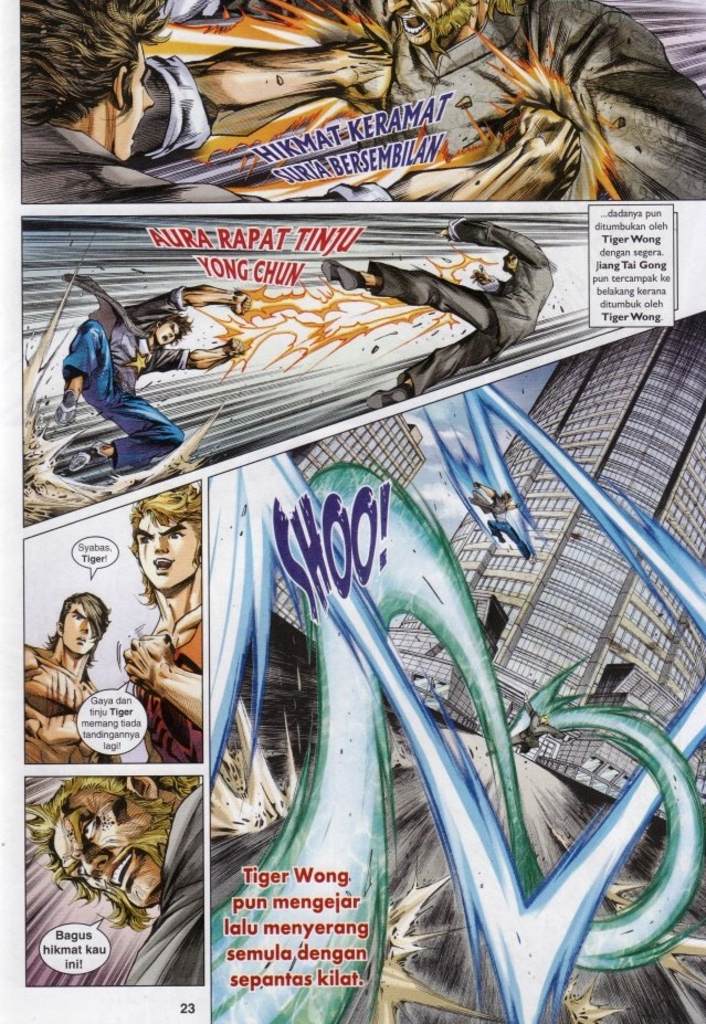 HIKMAT KERAMAT
SURIA BERSEMBILAN
AURA RAPAT TINJU
YONG CHUN
...dadanya pun
ditumbukan oleh
Tiger Wong
dengan segera.
Jiang Tai Gong
pun tercampak ke
belakang kerana
ditumbuk oleh
Tiger Wong.
Syabas,
Tiger!
Gaya dan
tinju Tiger
memang tiada
tandingannya
lagi!
SHOO!
Bagus
hikmat kau
ini!
Tiger Wong
pun mengejar
lalu menyerang
semula dengan
sepantas kilat.
23